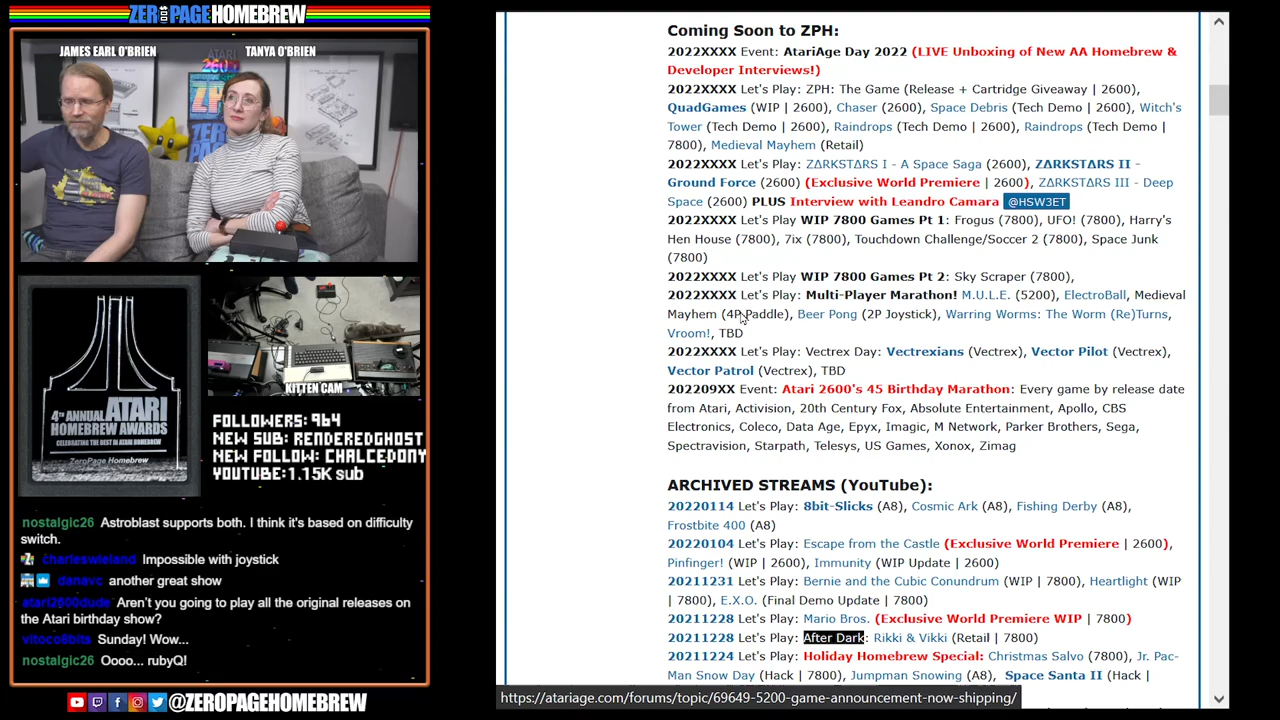 ZEROPAGE HOMEBREW
JAMES EARL O'BRIEN
TANYA O'BRIEN
4TH ANNUAL ATARI
HOMEBREW AWARDS
CELEBRATING THE BEST IN ATARI HOMEBREW
ZeroPage Homebrew
KITTEN CAM
FOLLOWERS: 964
NEW SUB: RENDEREDGHOST
NEW FOLLOW: CHALCEDONY
YOUTUBE: 1.15K sub
nostalgic26 Astroblast supports both. I think it's based on difficulty
switch.
charleswieland Impossible with joystick
danavc another great show
atari2600dude Aren't you going to play all the original releases on
the Atari birthday show?
vitoco8bits Sunday! Wow...
nostalgic26 Oooo... rubyQ!
@ZEROPAGEHOMEBREW
Coming Soon to ZPH:
2022XXXX Event: AtariAge Day 2022 (LIVE Unboxing of New AA Homebrew &
Developer Interviews!)
2022XXXX Let's Play: ZPH: The Game (Release + Cartridge Giveaway | 2600),
QuadGames (WIP | 2600), Chaser (2600), Space Debris (Tech Demo | 2600), Witch's
Tower (Tech Demo | 2600), Raindrops (Tech Demo | 2600), Raindrops (Tech Demo |
7800), Medieval Mayhem (Retail)
2022XXXX Let's Play: ZΔRKSTΔRS I - A Space Saga (2600), ZΔRKSTΔRS II -
Ground Force (2600) (Exclusive World Premiere | 2600), ZΔRKSTΔRS III - Deep
Space (2600) PLUS Interview with Leandro Camara @HSW3ET
2022XXXX Let's Play WIP 7800 Games Pt 1: Frogus (7800), UFO! (7800), Harry's
Hen House (7800), 7ix (7800), Touchdown Challenge/Soccer 2 (7800), Space Junk
(7800)
2022XXXX Let's Play WIP 7800 Games Pt 2: Sky Scraper (7800),
2022XXXX Let's Play: Multi-Player Marathon! M.U.L.E. (5200), ElectroBall, Medieval
Mayhem (4P Paddle), Beer Pong (2P Joystick), Warring Worms: The Worm (Re)Turns,
Vroom!, TBD
2022XXXX Let's Play: Vectrex Day: Vectrexians (Vectrex), Vector Pilot (Vectrex),
Vector Patrol (Vectrex), TBD
202209XX Event: Atari 2600's 45 Birthday Marathon: Every game by release date
from Atari, Activision, 20th Century Fox, Absolute Entertainment, Apollo, CBS
Electronics, Coleco, Data Age, Epyx, Imagic, M Network, Parker Brothers, Sega,
Spectravision, Starpath, Telesys, US Games, Xonox, Zimag
ARCHIVED STREAMS (YouTube):
20220114 Let's Play: 8bit-Slicks (A8), Cosmic Ark (A8), Fishing Derby (A8),
Frostbite 400 (A8)
20220104 Let's Play: Escape from the Castle (Exclusive World Premiere | 2600),
Pinfinger! (WIP | 2600), Immunity (WIP Update | 2600)
20211231 Let's Play: Bernie and the Cubic Conundrum (WIP | 7800), Heartlight (WIP
| 7800), E.X.O. (Final Demo Update | 7800)
20211228 Let's Play: Mario Bros. (Exclusive World Premiere WIP | 7800)
20211228 Let's Play: After Dark: Rikki & Vikki (Retail | 7800)
20211224 Let's Play: Holiday Homebrew Special: Christmas Salvo (7800), Jr. Pac-
Man Snow Day (Hack | 7800), Jumpman Snowing (A8), Space Santa II (Hack |
https://atariage.com/forums/topic/69649-5200-game-announcement-now-shipping/